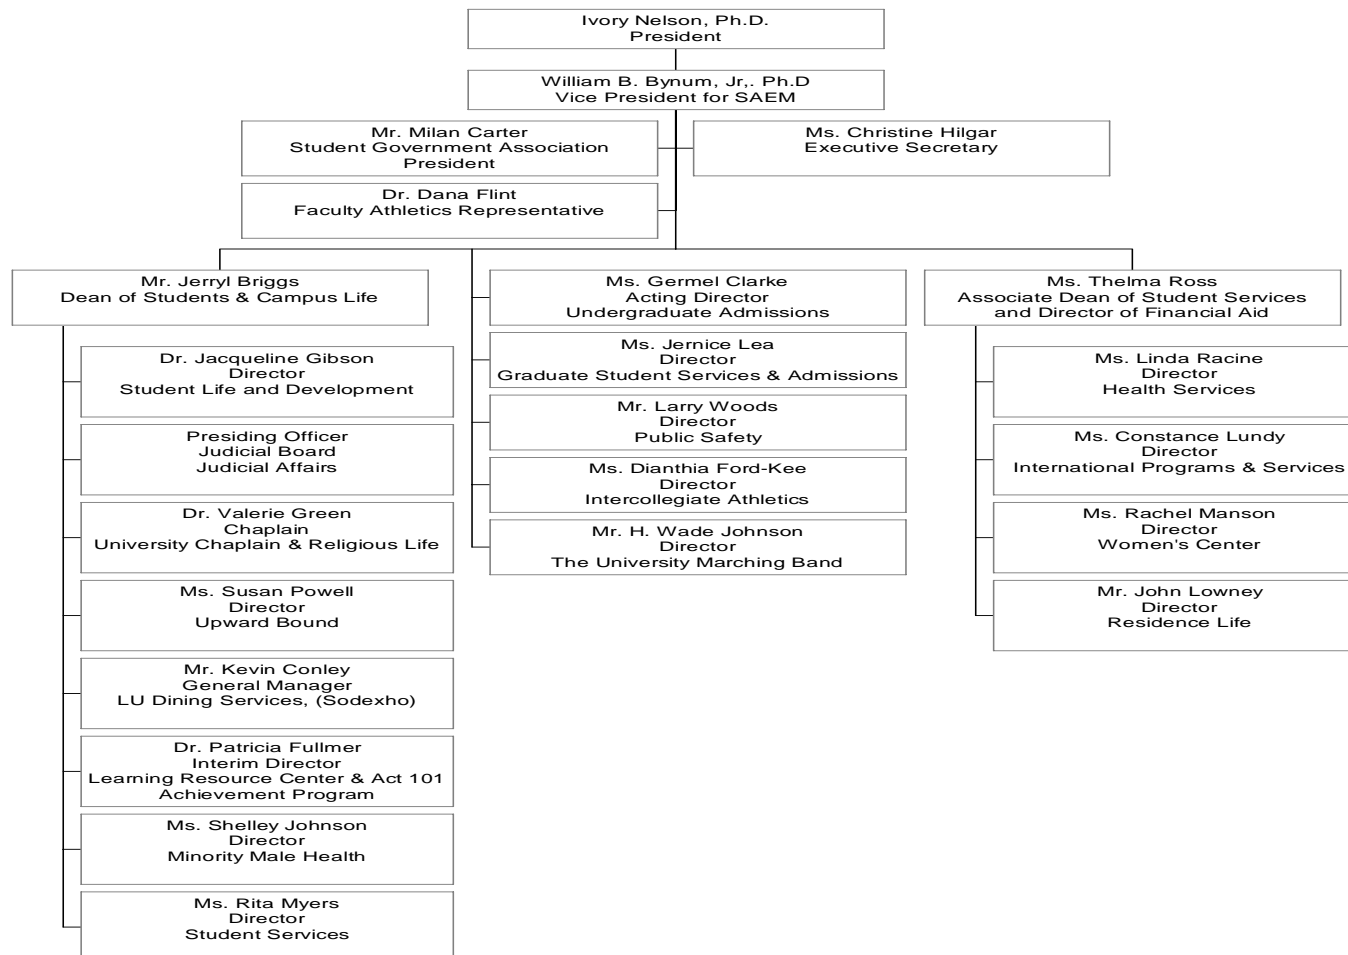 Ivory Nelson, Ph.D.
President
William B. Bynum, Jr,. Ph.D
Vice President for SAEM
Mr. Milan Carter
Student Government Association
President
Ms. Christine Hilgar
Executive Secretary
Dr. Dana Flint
Faculty Athletics Representative
Mr. Jerryl Briggs
Dean of Students & Campus Life
Dr. Jacqueline Gibson
Director
Student Life and Development
Presiding Officer
Judicial Board
Judicial Affairs
Dr. Valerie Green
Chaplain
University Chaplain & Religious Life
Ms. Susan Powell
Director
Upward Bound
Mr. Kevin Conley
General Manager
LU Dining Services, (Sodexho)
Dr. Patricia Fullmer
Interim Director
Learning Resource Center & Act 101
Achievement Program
Ms. Shelley Johnson
Director
Minority Male Health
Ms. Rita Myers
Director
Student Services
Ms. Germel Clarke
Acting Director
Undergraduate Admissions
Ms. Jernice Lea
Director
Graduate Student Services & Admissions
Mr. Larry Woods
Director
Public Safety
Ms. Dianthia Ford-Kee
Director
Intercollegiate Athletics
Mr. H. Wade Johnson
Director
The University Marching Band
Ms. Thelma Ross
Associate Dean of Student Services
and Director of Financial Aid
Ms. Linda Racine
Director
Health Services
Ms. Constance Lundy
Director
International Programs & Services
Ms. Rachel Manson
Director
Women's Center
Mr. John Lowney
Director
Residence Life